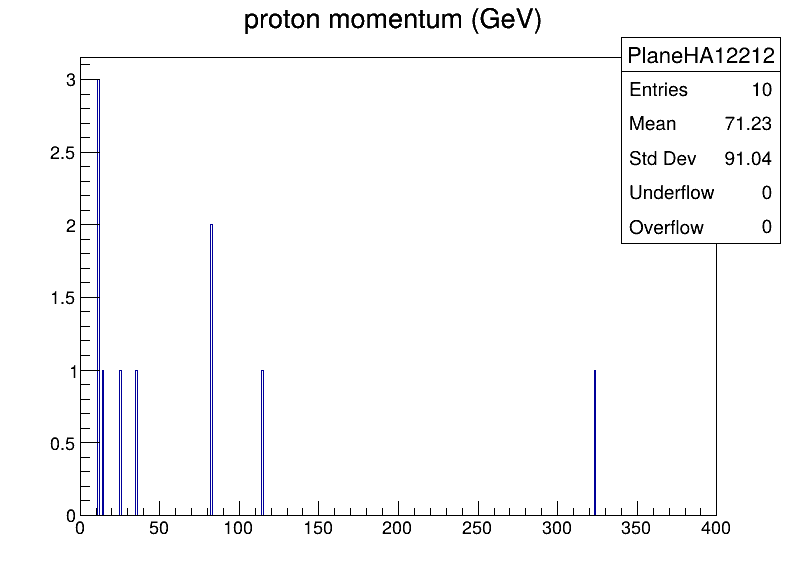 proton momentum (GeV)
PlaneHA12212
Entries 10
Mean 71.23
Std Dev 91.04
Underflow 0
Overflow 0
3
2.5
2
1.5
1
0.5
0
0 50 100 150 200 250 300 350 400